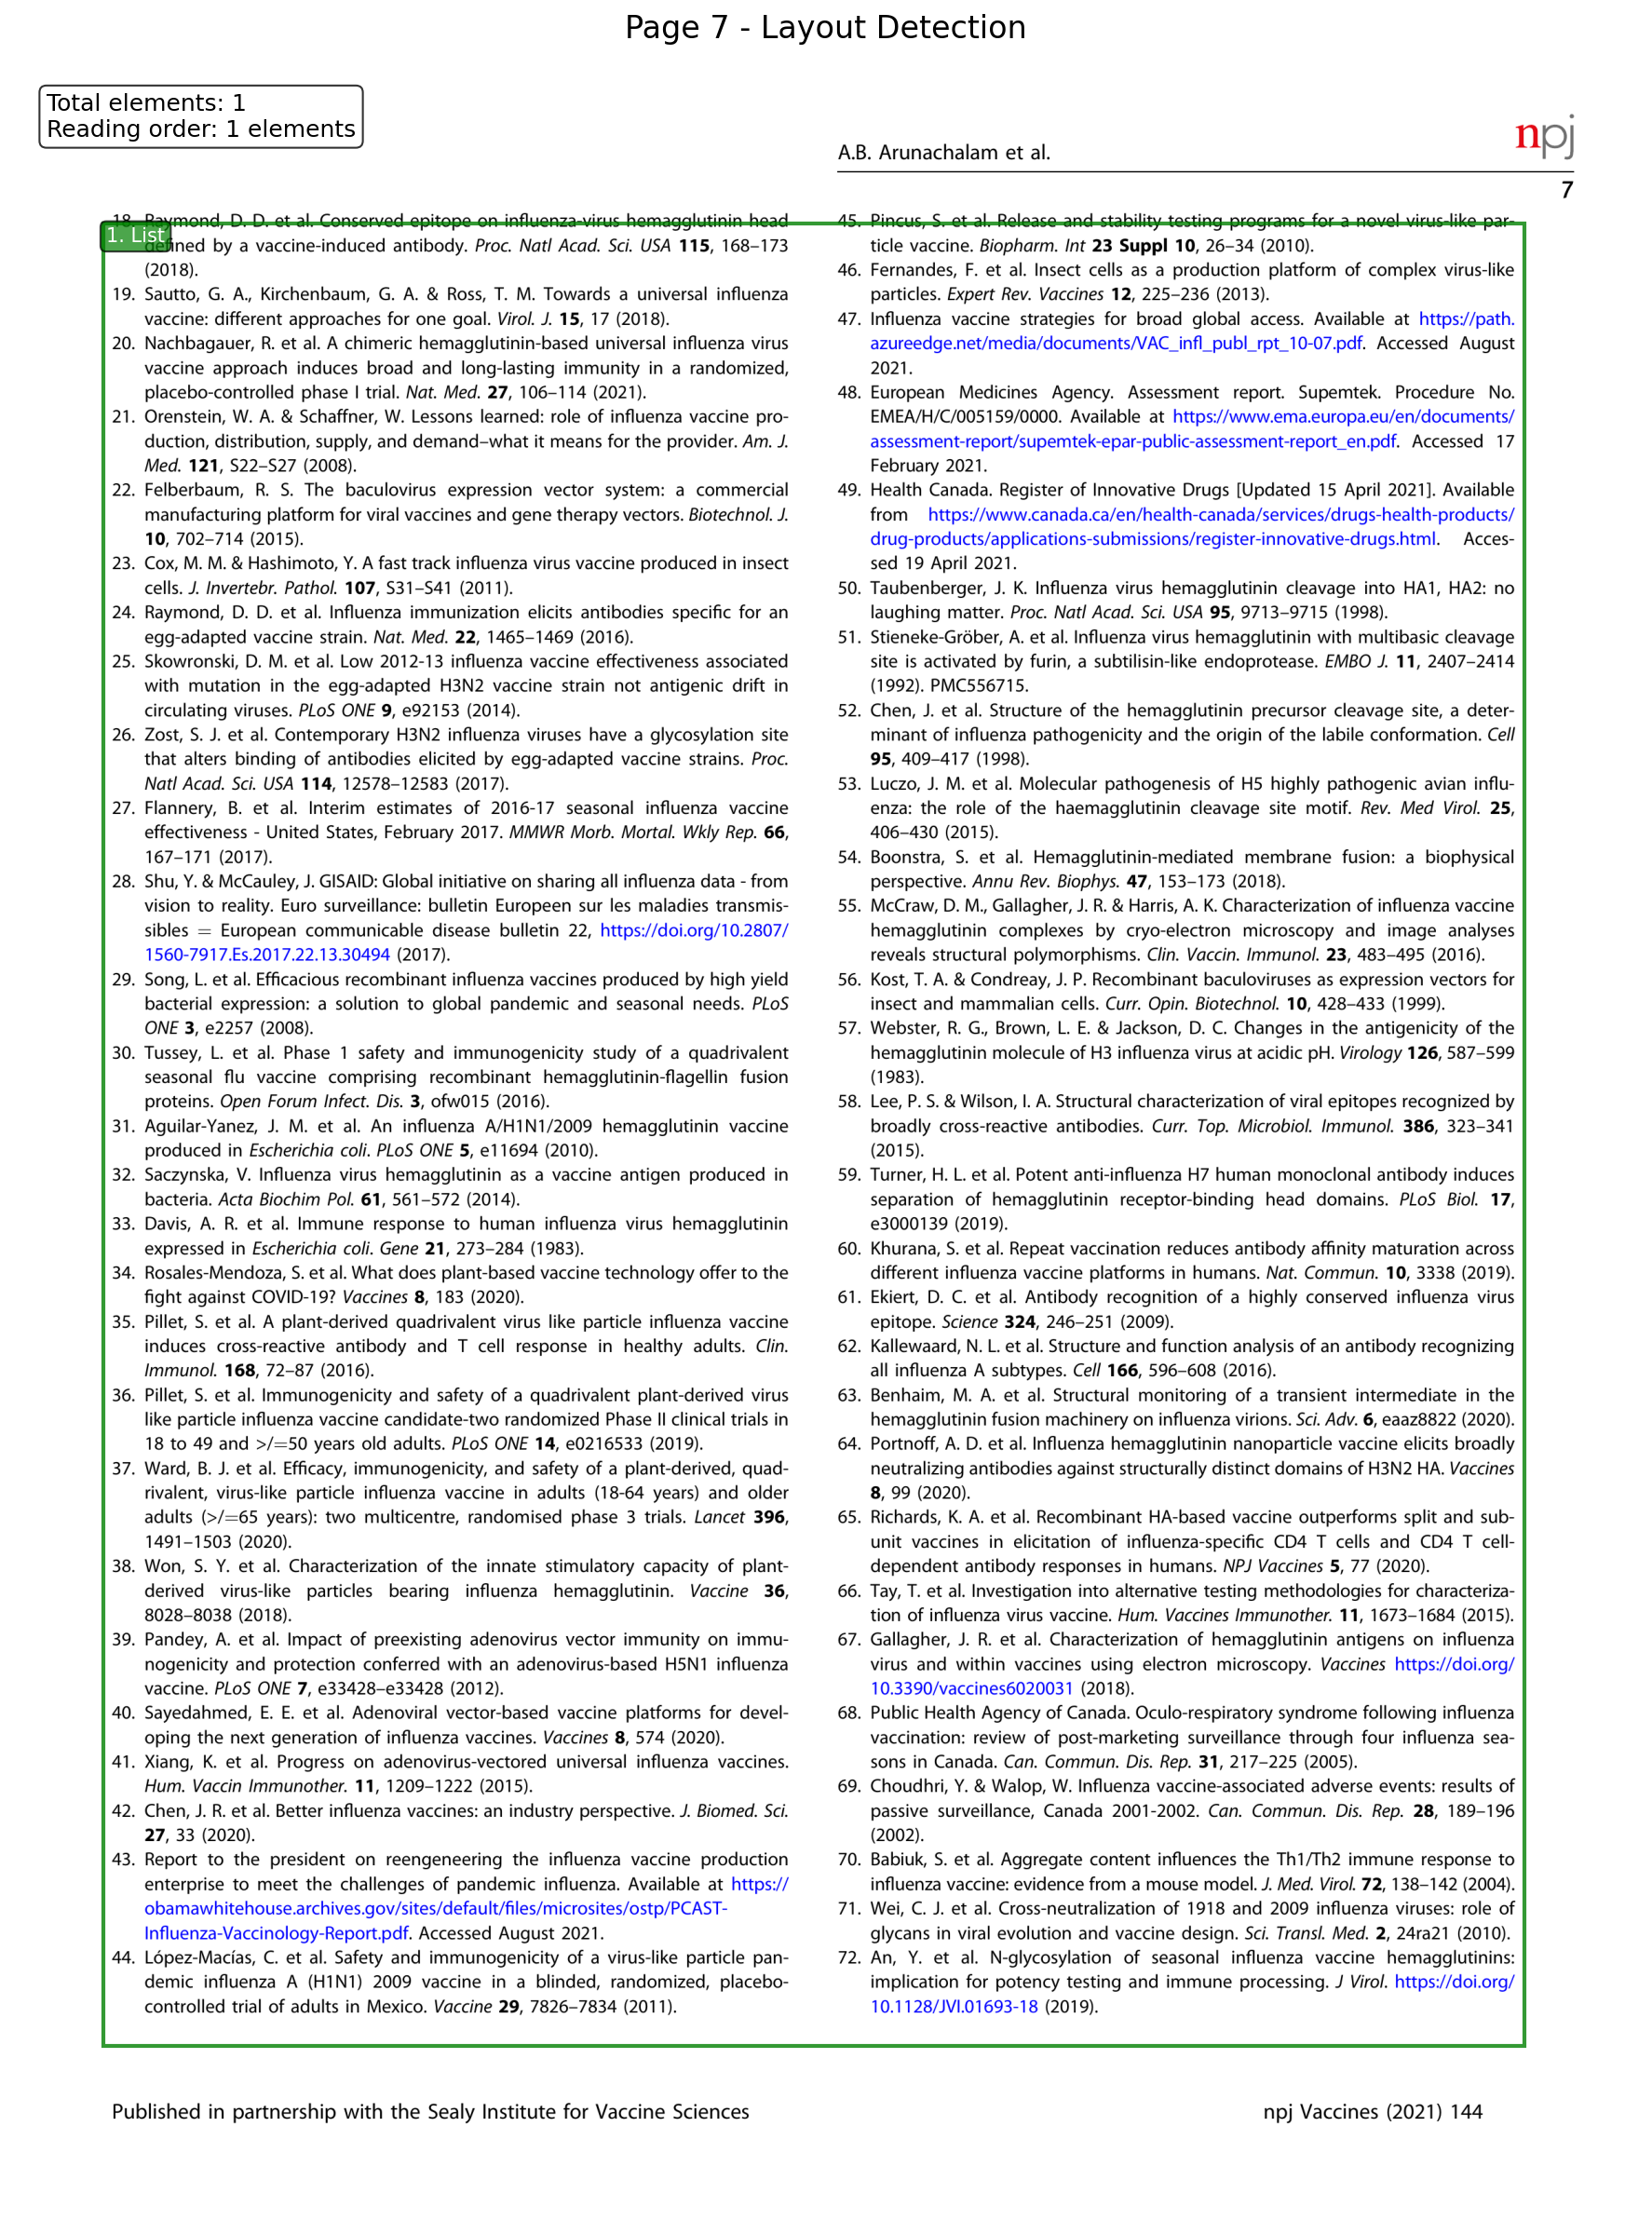 Page 7 - Layout Detection
Total elements: 1
Reading order: 1 elements
A.B. Arunachalam et al.
npj
7
1. List
18. Raymond, D. D. et al. Conserved epitope on influenza-virus hemagglutinin head
defined by a vaccine-induced antibody. Proc. Natl Acad. Sci. USA 115, 168–173
(2018).
19. Sautto, G. A., Kirchenbaum, G. A. & Ross, T. M. Towards a universal influenza
vaccine: different approaches for one goal. Virol. J. 15, 17 (2018).
20. Nachbagauer, R. et al. A chimeric hemagglutinin-based universal influenza virus
vaccine approach induces broad and long-lasting immunity in a randomized,
placebo-controlled phase I trial. Nat. Med. 27, 106–114 (2021).
21. Orenstein, W. A. & Schaffner, W. Lessons learned: role of influenza vaccine pro-
duction, distribution, supply, and demand–what it means for the provider. Am. J.
Med. 121, S22–S27 (2008).
22. Felberbaum, R. S. The baculovirus expression vector system: a commercial
manufacturing platform for viral vaccines and gene therapy vectors. Biotechnol. J.
10, 702–714 (2015).
23. Cox, M. M. & Hashimoto, Y. A fast track influenza virus vaccine produced in insect
cells. J. Invertebr. Pathol. 107, S31–S41 (2011).
24. Raymond, D. D. et al. Influenza immunization elicits antibodies specific for an
egg-adapted vaccine strain. Nat. Med. 22, 1465–1469 (2016).
25. Skowronski, D. M. et al. Low 2012-13 influenza vaccine effectiveness associated
with mutation in the egg-adapted H3N2 vaccine strain not antigenic drift in
circulating viruses. PLoS ONE 9, e92153 (2014).
26. Zost, S. J. et al. Contemporary H3N2 influenza viruses have a glycosylation site
that alters binding of antibodies elicited by egg-adapted vaccine strains. Proc.
Natl Acad. Sci. USA 114, 12578–12583 (2017).
27. Flannery, B. et al. Interim estimates of 2016-17 seasonal influenza vaccine
effectiveness - United States, February 2017. MMWR Morb. Mortal. Wkly Rep. 66,
167–171 (2017).
28. Shu, Y. & McCauley, J. GISAID: Global initiative on sharing all influenza data - from
vision to reality. Euro surveillance: bulletin Europeen sur les maladies transmis-
sibles = European communicable disease bulletin 22, https://doi.org/10.2807/
1560-7917.Es.2017.22.13.30494 (2017).
29. Song, L. et al. Efficacious recombinant influenza vaccines produced by high yield
bacterial expression: a solution to global pandemic and seasonal needs. PLoS
ONE 3, e2257 (2008).
30. Tussey, L. et al. Phase 1 safety and immunogenicity study of a quadrivalent
seasonal flu vaccine comprising recombinant hemagglutinin-flagellin fusion
proteins. Open Forum Infect. Dis. 3, ofw015 (2016).
31. Aguilar-Yanez, J. M. et al. An influenza A/H1N1/2009 hemagglutinin vaccine
produced in Escherichia coli. PLoS ONE 5, e11694 (2010).
32. Saczynska, V. Influenza virus hemagglutinin as a vaccine antigen produced in
bacteria. Acta Biochim Pol. 61, 561–572 (2014).
33. Davis, A. R. et al. Immune response to human influenza virus hemagglutinin
expressed in Escherichia coli. Gene 21, 273–284 (1983).
34. Rosales-Mendoza, S. et al. What does plant-based vaccine technology offer to the
fight against COVID-19? Vaccines 8, 183 (2020).
35. Pillet, S. et al. A plant-derived quadrivalent virus like particle influenza vaccine
induces cross-reactive antibody and T cell response in healthy adults. Clin.
Immunol. 168, 72–87 (2016).
36. Pillet, S. et al. Immunogenicity and safety of a quadrivalent plant-derived virus
like particle influenza vaccine candidate-two randomized Phase II clinical trials in
18 to 49 and >/=50 years old adults. PLoS ONE 14, e0216533 (2019).
37. Ward, B. J. et al. Efficacy, immunogenicity, and safety of a plant-derived, quad-
rivalent, virus-like particle influenza vaccine in adults (18-64 years) and older
adults (>/=65 years): two multicentre, randomised phase 3 trials. Lancet 396,
1491–1503 (2020).
38. Won, S. Y. et al. Characterization of the innate stimulatory capacity of plant-
derived virus-like particles bearing influenza hemagglutinin. Vaccine 36,
8028–8038 (2018).
39. Pandey, A. et al. Impact of preexisting adenovirus vector immunity on immu-
nogenicity and protection conferred with an adenovirus-based H5N1 influenza
vaccine. PLoS ONE 7, e33428–e33428 (2012).
40. Sayedahmed, E. E. et al. Adenoviral vector-based vaccine platforms for devel-
oping the next generation of influenza vaccines. Vaccines 8, 574 (2020).
41. Xiang, K. et al. Progress on adenovirus-vectored universal influenza vaccines.
Hum. Vaccin Immunother. 11, 1209–1222 (2015).
42. Chen, J. R. et al. Better influenza vaccines: an industry perspective. J. Biomed. Sci.
27, 33 (2020).
43. Report to the president on reengeneering the influenza vaccine production
enterprise to meet the challenges of pandemic influenza. Available at https://
obamawhitehouse.archives.gov/sites/default/files/microsites/ostp/PCAST-
Influenza-Vaccinology-Report.pdf. Accessed August 2021.
44. López-Macías, C. et al. Safety and immunogenicity of a virus-like particle pan-
demic influenza A (H1N1) 2009 vaccine in a blinded, randomized, placebo-
controlled trial of adults in Mexico. Vaccine 29, 7826–7834 (2011).
45. Pincus, S. et al. Release and stability testing programs for a novel virus-like par-
ticle vaccine. Biopharm. Int 23 Suppl 10, 26–34 (2010).
46. Fernandes, F. et al. Insect cells as a production platform of complex virus-like
particles. Expert Rev. Vaccines 12, 225–236 (2013).
47. Influenza vaccine strategies for broad global access. Available at https://path.
azureedge.net/media/documents/VAC_infl_publ_rpt_10-07.pdf. Accessed August
2021.
48. European Medicines Agency. Assessment report. Supemtek. Procedure No.
EMEA/H/C/005159/0000. Available at https://www.ema.europa.eu/en/documents/
assessment-report/supemtek-epar-public-assessment-report_en.pdf. Accessed 17
February 2021.
49. Health Canada. Register of Innovative Drugs [Updated 15 April 2021]. Available
from https://www.canada.ca/en/health-canada/services/drugs-health-products/
drug-products/applications-submissions/register-innovative-drugs.html. Acces-
sed 19 April 2021.
50. Taubenberger, J. K. Influenza virus hemagglutinin cleavage into HA1, HA2: no
laughing matter. Proc. Natl Acad. Sci. USA 95, 9713–9715 (1998).
51. Stieneke-Gröber, A. et al. Influenza virus hemagglutinin with multibasic cleavage
site is activated by furin, a subtilisin-like endoprotease. EMBO J. 11, 2407–2414
(1992). PMC556715.
52. Chen, J. et al. Structure of the hemagglutinin precursor cleavage site, a deter-
minant of influenza pathogenicity and the origin of the labile conformation. Cell
95, 409–417 (1998).
53. Luczo, J. M. et al. Molecular pathogenesis of H5 highly pathogenic avian influ-
enza: the role of the haemagglutinin cleavage site motif. Rev. Med Virol. 25,
406–430 (2015).
54. Boonstra, S. et al. Hemagglutinin-mediated membrane fusion: a biophysical
perspective. Annu Rev. Biophys. 47, 153–173 (2018).
55. McCraw, D. M., Gallagher, J. R. & Harris, A. K. Characterization of influenza vaccine
hemagglutinin complexes by cryo-electron microscopy and image analyses
reveals structural polymorphisms. Clin. Vaccin. Immunol. 23, 483–495 (2016).
56. Kost, T. A. & Condreay, J. P. Recombinant baculoviruses as expression vectors for
insect and mammalian cells. Curr. Opin. Biotechnol. 10, 428–433 (1999).
57. Webster, R. G., Brown, L. E. & Jackson, D. C. Changes in the antigenicity of the
hemagglutinin molecule of H3 influenza virus at acidic pH. Virology 126, 587–599
(1983).
58. Lee, P. S. & Wilson, I. A. Structural characterization of viral epitopes recognized by
broadly cross-reactive antibodies. Curr. Top. Microbiol. Immunol. 386, 323–341
(2015).
59. Turner, H. L. et al. Potent anti-influenza H7 human monoclonal antibody induces
separation of hemagglutinin receptor-binding head domains. PLoS Biol. 17,
e3000139 (2019).
60. Khurana, S. et al. Repeat vaccination reduces antibody affinity maturation across
different influenza vaccine platforms in humans. Nat. Commun. 10, 3338 (2019).
61. Ekiert, D. C. et al. Antibody recognition of a highly conserved influenza virus
epitope. Science 324, 246–251 (2009).
62. Kallewaard, N. L. et al. Structure and function analysis of an antibody recognizing
all influenza A subtypes. Cell 166, 596–608 (2016).
63. Benhaim, M. A. et al. Structural monitoring of a transient intermediate in the
hemagglutinin fusion machinery on influenza virions. Sci. Adv. 6, eaaz8822 (2020).
64. Portnoff, A. D. et al. Influenza hemagglutinin nanoparticle vaccine elicits broadly
neutralizing antibodies against structurally distinct domains of H3N2 HA. Vaccines
8, 99 (2020).
65. Richards, K. A. et al. Recombinant HA-based vaccine outperforms split and sub-
unit vaccines in elicitation of influenza-specific CD4 T cells and CD4 T cell-
dependent antibody responses in humans. NPJ Vaccines 5, 77 (2020).
66. Tay, T. et al. Investigation into alternative testing methodologies for characteriza-
tion of influenza virus vaccine. Hum. Vaccines Immunother. 11, 1673–1684 (2015).
67. Gallagher, J. R. et al. Characterization of hemagglutinin antigens on influenza
virus and within vaccines using electron microscopy. Vaccines https://doi.org/
10.3390/vaccines6020031 (2018).
68. Public Health Agency of Canada. Oculo-respiratory syndrome following influenza
vaccination: review of post-marketing surveillance through four influenza sea-
sons in Canada. Can. Commun. Dis. Rep. 31, 217–225 (2005).
69. Choudhri, Y. & Walop, W. Influenza vaccine-associated adverse events: results of
passive surveillance, Canada 2001-2002. Can. Commun. Dis. Rep. 28, 189–196
(2002).
70. Babiuk, S. et al. Aggregate content influences the Th1/Th2 immune response to
influenza vaccine: evidence from a mouse model. J. Med. Virol. 72, 138–142 (2004).
71. Wei, C. J. et al. Cross-neutralization of 1918 and 2009 influenza viruses: role of
glycans in viral evolution and vaccine design. Sci. Transl. Med. 2, 24ra21 (2010).
72. An, Y. et al. N-glycosylation of seasonal influenza vaccine hemagglutinins:
implication for potency testing and immune processing. J Virol. https://doi.org/
10.1128/JVI.01693-18 (2019).
Published in partnership with the Sealy Institute for Vaccine Sciences
npj Vaccines (2021) 144